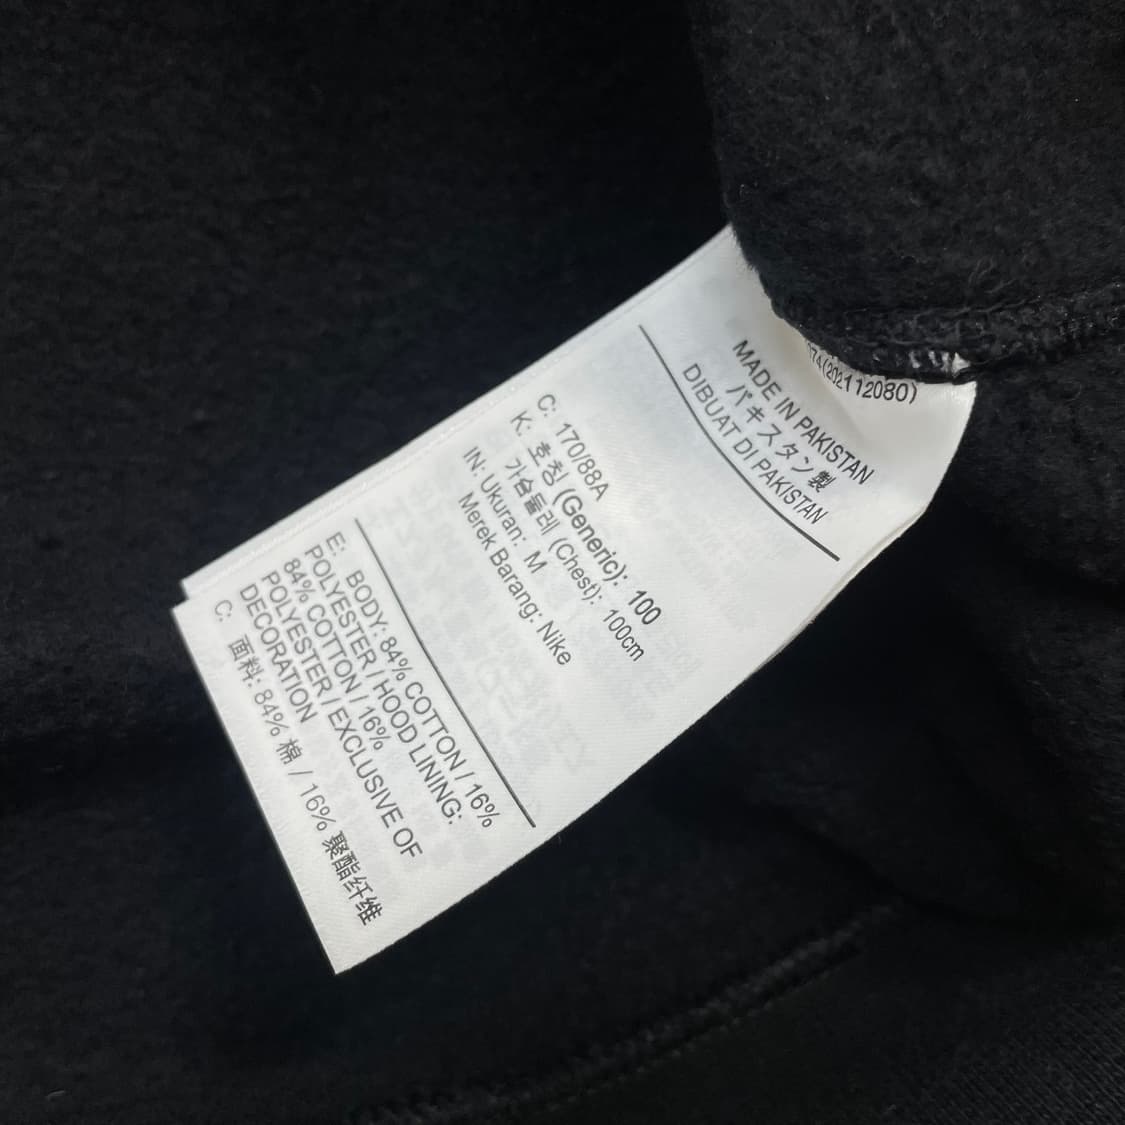 (202112080)
MADE IN PAKISTAN
パキスタン製
DIBUAT DI PAKISTAN
C: 170/88A
K: 호칭 (Generic): 100
가슴둘레 (Chest): 100cm
IN: Ukuran: M
Merek Barang: Nike
E: BODY: 84% COTTON / 16%
POLYESTER / HOOD LINING:
84% COTTON / 16%
POLYESTER / EXCLUSIVE OF
DECORATION
C: 面料: 84% 棉 / 16% 聚酯纤维